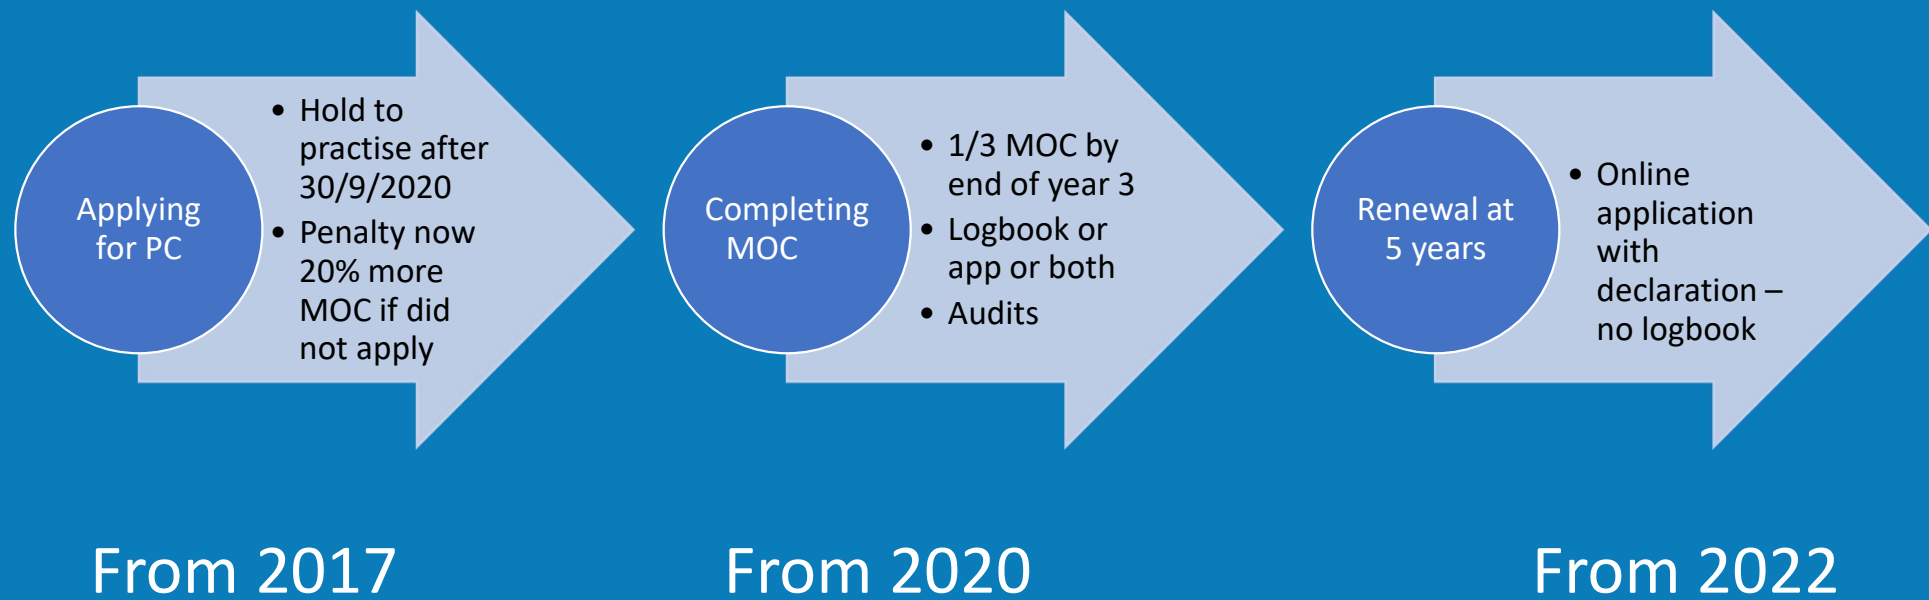 Applying
for PC
• Hold to
practise after
30/9/2020
• Penalty now
20% more
MOC if did
not apply
Completing
MOC
• 1/3 MOC by
end of year 3
• Logbook or
app or both
• Audits
Renewal at
5 years
• Online
application
with
declaration –
no logbook
From 2017
From 2020
From 2022